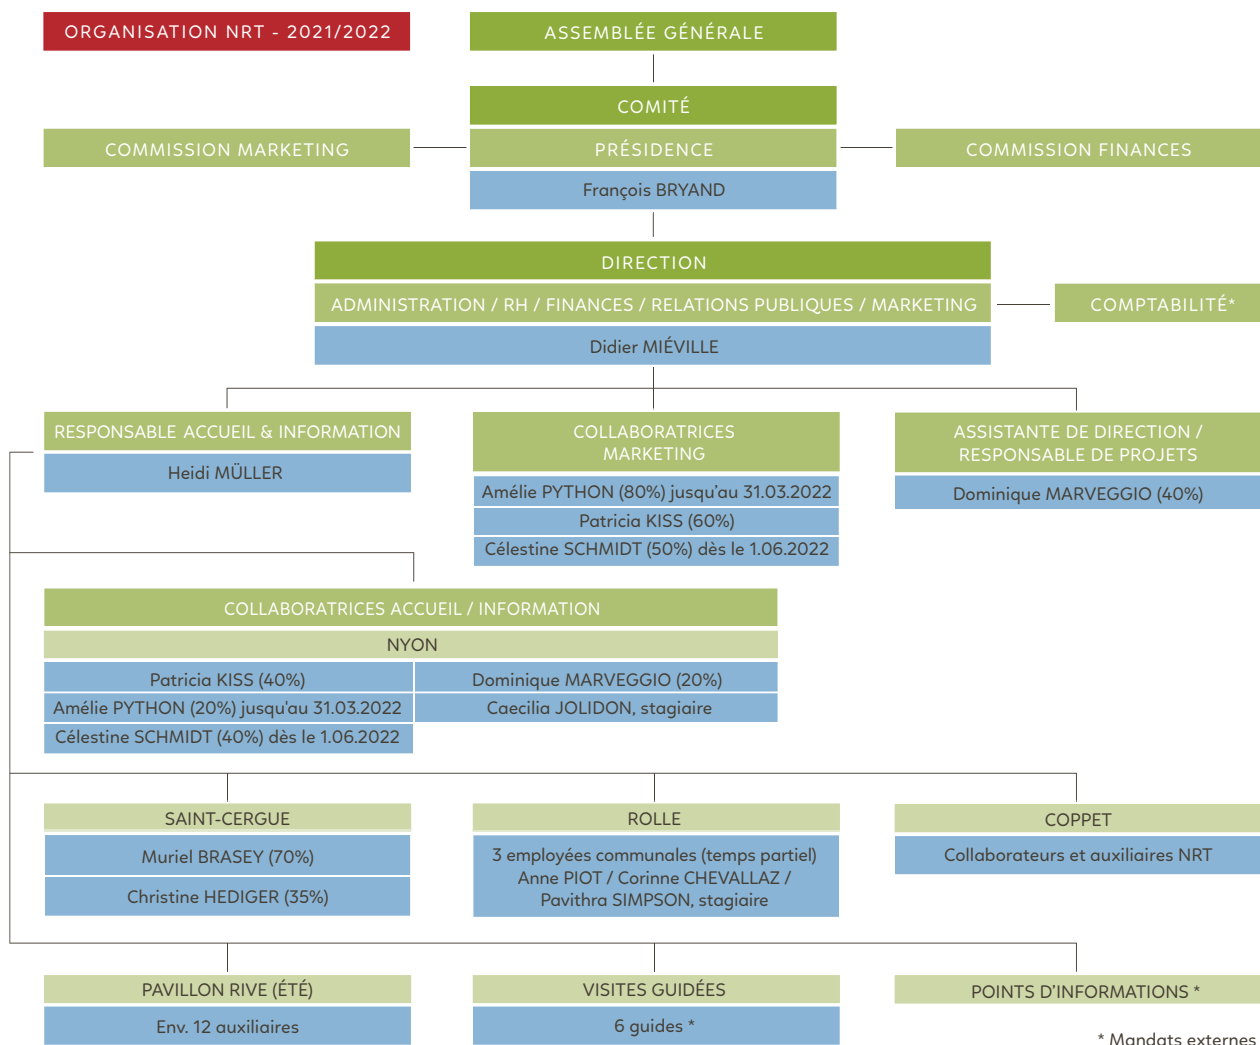 ORGANISATION NRT - 2021/2022
ASSEMBLÉE GÉNÉRALE
COMITÉ
COMMISSION MARKETING
PRÉSIDENCE
COMMISSION FINANCES
François BRYAND
DIRECTION
ADMINISTRATION / RH / FINANCES / RELATIONS PUBLIQUES / MARKETING
COMPTABILITÉ*
Didier MIÉVILLE
RESPONSABLE ACCUEIL & INFORMATION
Heidi MÜLLER
COLLABORATRICES
MARKETING
Amélie PYTHON (80%) jusqu'au 31.03.2022
Patricia KISS (60%)
Célestine SCHMIDT (50%) dès le 1.06.2022
ASSISTANTE DE DIRECTION /
RESPONSABLE DE PROJETS
Dominique MARVEGGIO (40%)
COLLABORATRICES ACCUEIL / INFORMATION
NYON
Patricia KISS (40%)
Amélie PYTHON (20%) jusqu'au 31.03.2022
Célestine SCHMIDT (40%) dès le 1.06.2022
Dominique MARVEGGIO (20%)
Caecilia JOLIDON, stagiaire
SAINT-CERGUE
Muriel BRASEY (70%)
Christine HEDIGER (35%)
ROLLE
3 employées communales (temps partiel)
Anne PIOT / Corinne CHEVALLAZ /
Pavithra SIMPSON, stagiaire
COPPET
Collaborateurs et auxiliaires NRT
PAVILLON RIVE (ÉTÉ)
Env. 12 auxiliaires
VISITES GUIDÉES
6 guides *
POINTS D'INFORMATIONS *
* Mandats externes